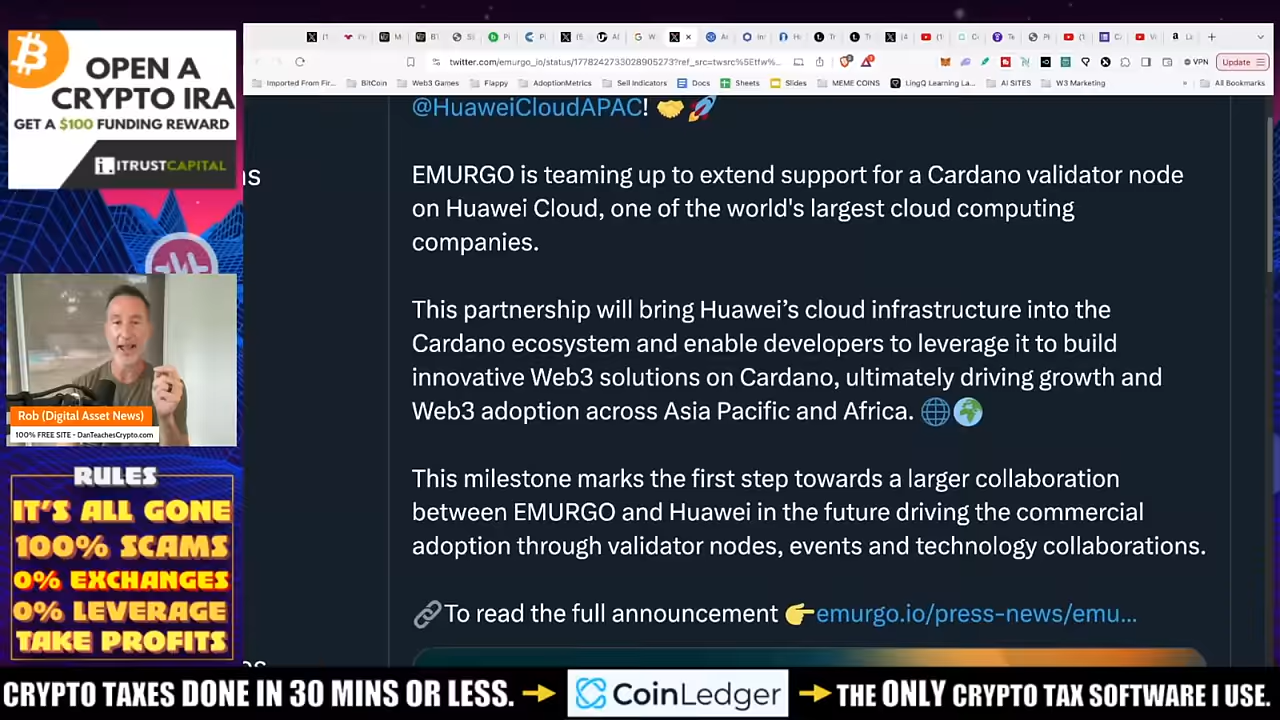 OPEN A
CRYPTO IRA
GET A $100 FUNDING REWARD
ITRUSTCAPITAL
Rob (Digital Asset News)
100% FREE SITE - DanTeachesCrypto.com
RULES
IT'S ALL GONE
100% SCAMS
0% EXCHANGES
0% LEVERAGE
TAKE PROFITS
twitter.com/emurgo_io/status/1778242733028905273?ref_src=twsrc%5Etfw%...
VPN
Update
Imported From Fir...
BitCoin
Web3 Games
Flappy
AdoptionMetrics
Sell Indicators
Docs
Sheets
Slides
MEME COINS
LingQ Learning La...
AI SITES
W3 Marketing
All Bookmarks
@HuaweiCloudAPAC! 🤝🚀
EMURGO is teaming up to extend support for a Cardano validator node
on Huawei Cloud, one of the world's largest cloud computing
companies.
This partnership will bring Huawei's cloud infrastructure into the
Cardano ecosystem and enable developers to leverage it to build
innovative Web3 solutions on Cardano, ultimately driving growth and
Web3 adoption across Asia Pacific and Africa. 🌐🌍
This milestone marks the first step towards a larger collaboration
between EMURGO and Huawei in the future driving the commercial
adoption through validator nodes, events and technology collaborations.
🔗To read the full announcement 👉emurgo.io/press-news/emu...
CRYPTO TAXES DONE IN 30 MINS OR LESS. → CoinLedger → THE ONLY CRYPTO TAX SOFTWARE I USE.